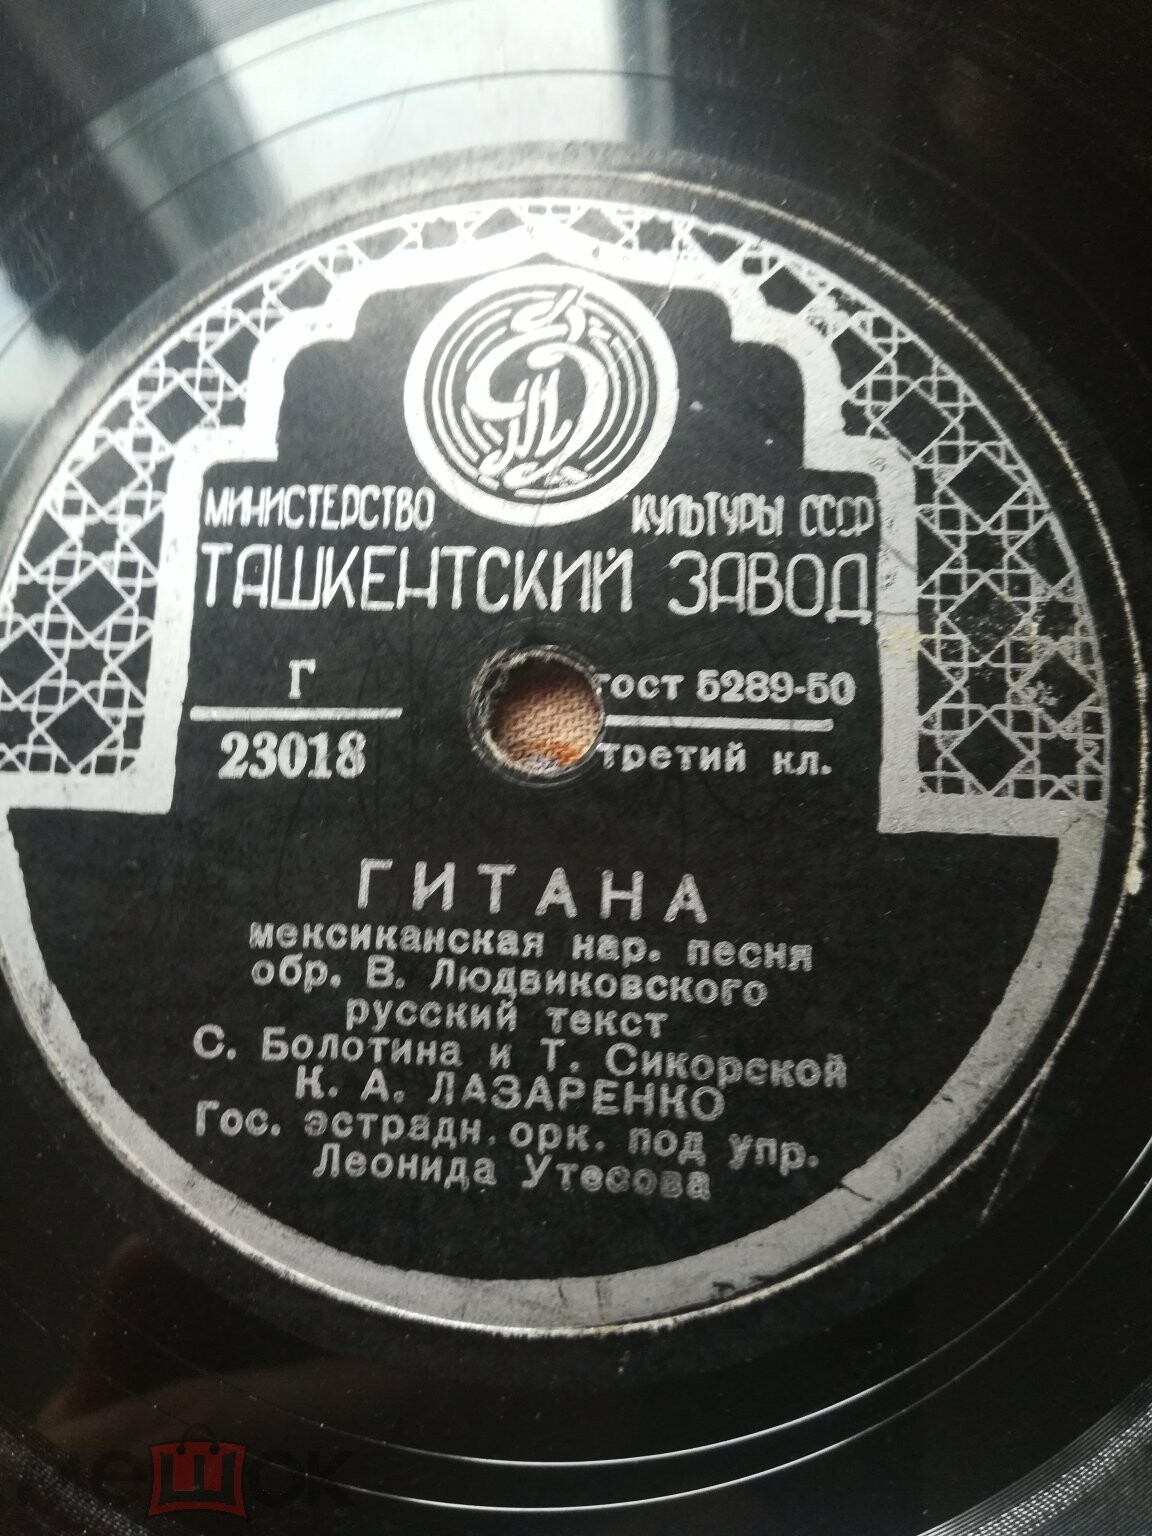 МИНИСТЕРСТВО КУЛЬТУРЫ СССР
ТАШКЕНТСКИЙ ЗАВОД
Г
23018
гост 5289-50
третий кл.
ГИТАНА
мексиканская нар. песня
обр. В. Людвиковского
русский текст
С. Болотина и Т. Сикорской
К. А. ЛАЗАРЕНКО
Гос. эстрадн. орк. под упр.
Леонида Утесова
мешок